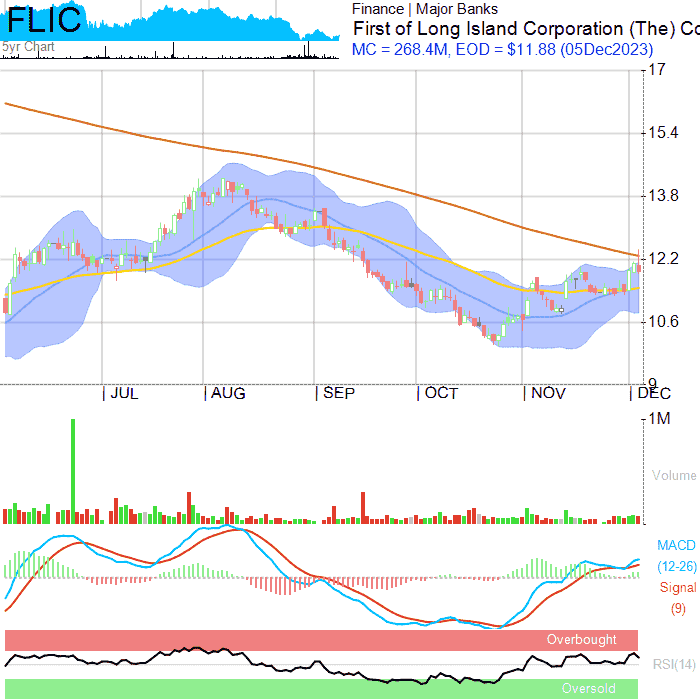 FLIC
5yr Chart
Finance | Major Banks
First of Long Island Corporation (The) Co
MC = 268.4M, EOD = $11.88 (05Dec2023)
17
15.4
13.8
12.2
10.6
9
JUL AUG SEP OCT NOV DEC
1M
Volume
MACD
(12-26)
Signal
(9)
Overbought
RSI(14)
Oversold